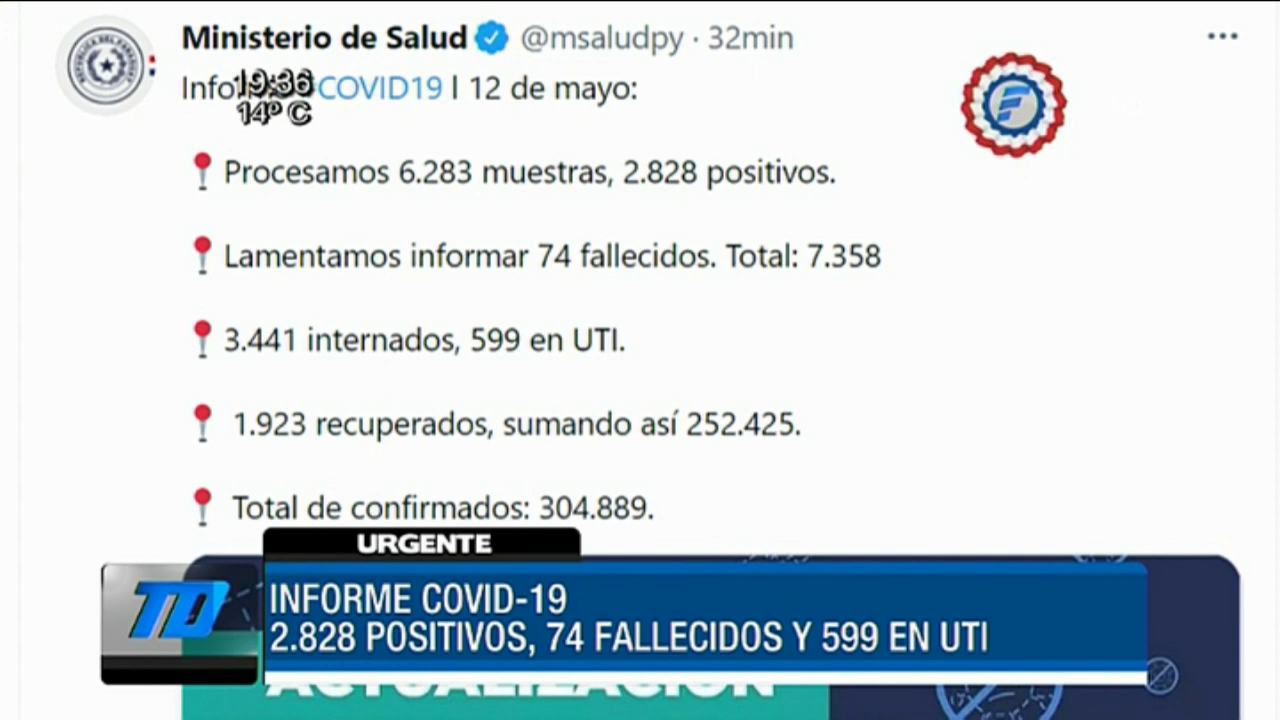 Ministerio de Salud @msaludpy · 32min
19:36
14º C
COVID19 | 12 de mayo:
Procesamos 6.283 muestras, 2.828 positivos.
Lamentamos informar 74 fallecidos. Total: 7.358
3.441 internados, 599 en UTI.
1.923 recuperados, sumando así 252.425.
Total de confirmados: 304.889.
URGENTE
TD
INFORME COVID-19
2.828 POSITIVOS, 74 FALLECIDOS Y 599 EN UTI
ACTUALIZACIÓN